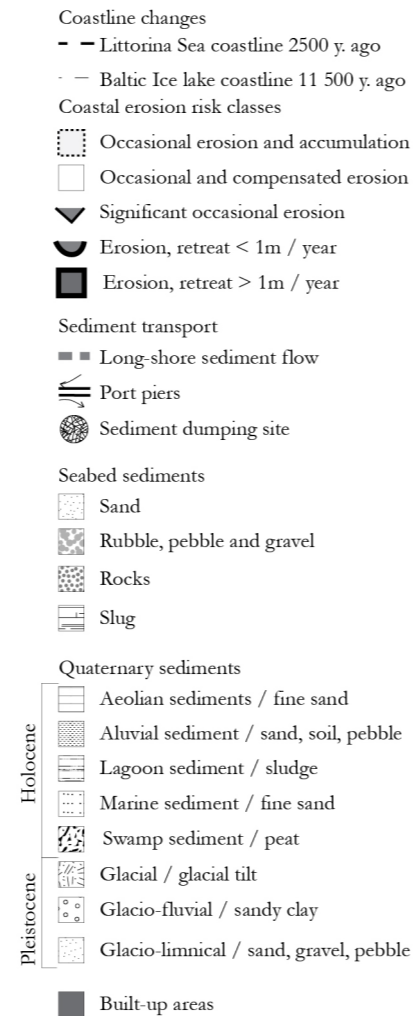 Coastline changes
Littorina Sea coastline 2500 y. ago
Baltic Ice lake coastline 11 500 y. ago
Coastal erosion risk classes
Occasional erosion and accumulation
Occasional and compensated erosion
Significant occasional erosion
Erosion, retreat < 1m / year
Erosion, retreat > 1m / year
Sediment transport
Long-shore sediment flow
Port piers
Sediment dumping site
Seabed sediments
Sand
Rubble, pebble and gravel
Rocks
Slug
Quaternary sediments
Holocene
Aeolian sediments / fine sand
Aluvial sediment / sand, soil, pebble
Lagoon sediment / sludge
Marine sediment / fine sand
Swamp sediment / peat
Pleistocene
Glacial / glacial tilt
Glacio-fluvial / sandy clay
Glacio-limnical / sand, gravel, pebble
Built-up areas